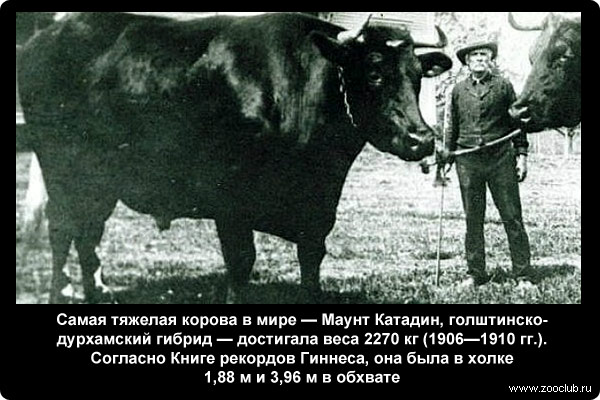 Самая тяжелая корова в мире — Маунт Катадин, голштинско-
дурхамский гибрид — достигала веса 2270 кг (1906—1910 гг.).
Согласно Книге рекордов Гиннеса, она была в холке
1,88 м и 3,96 м в обхвате
www.zooclub.ru